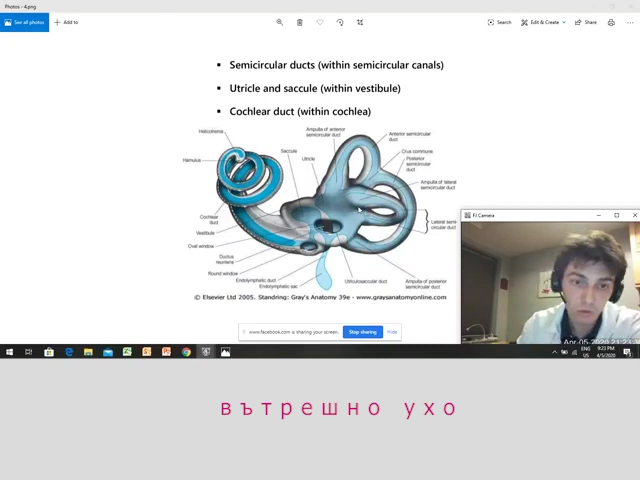 Photos - 4.png
See all photos + Add to Search Edit & Create Share
Semicircular ducts (within semicircular canals)
Utricle and saccule (within vestibule)
Cochlear duct (within cochlea)
Helicotrema
Hamulus
Saccule
Utricle
Ampulla of anterior
semicircular duct
Anterior semicircular
duct
Crus commune
Posterior
semicircular
duct
Ampulla of lateral
semicircular duct
Lateral semi-
circular duct
Cochlear
duct
Vestibule
Oval window
Ductus
reuniens
Round window
Endolymphatic duct
Endolymphatic sac
Utriculosaccular duct
Ampulla of posterior
semicircular duct
© Elsevier Ltd 2005. Standring: Gray's Anatomy 39e - www.graysanatomyonline.com
www.facebook.com is sharing your screen. Stop sharing Hide
FJ Camera
Apr-05-2020
ENG
US
9:23 PM
4/5/2020
вътрешно ухо